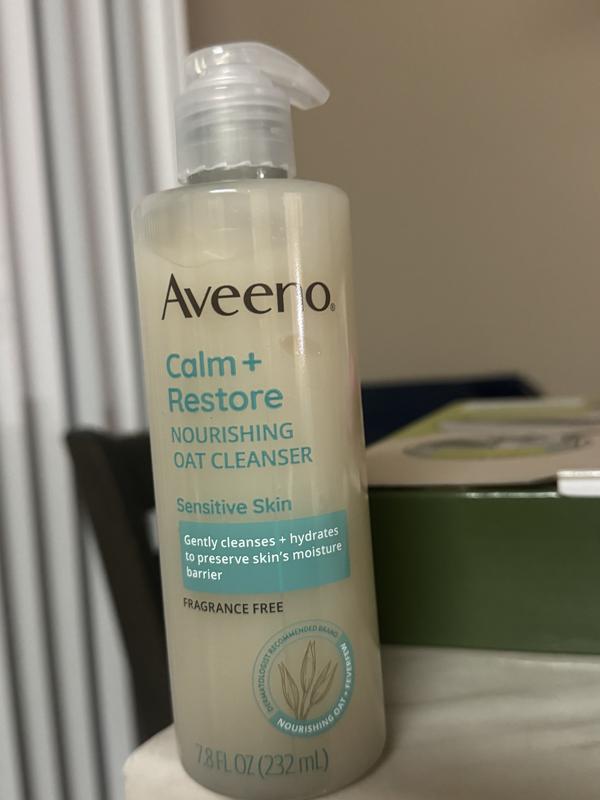 Aveeno®
Calm +
Restore
NOURISHING
OAT CLEANSER
Sensitive Skin
Gently cleanses + hydrates
to preserve skin's moisture
barrier
FRAGRANCE FREE
DERMATOLOGIST RECOMMENDED BRAND
NOURISHING OAT + FEVERFEW
7.8 FL OZ (232 mL)